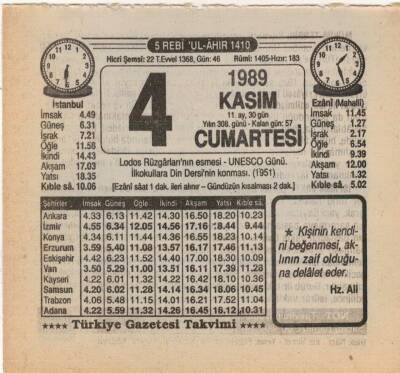 5 REBİ 'UL-ÂHIR 1410
Hicri Şemsî: 22 T.Evvel 1368, Gün: 46 Rûmî: 1405-Hızır: 183
4
1989
KASIM
11. ay, 30 gün
Yılın 308. günü - Kalan gün: 57
CUMARTESİ
İstanbul
İmsak 4.49
Güneş 6.31
İsrak 7.21
Öğle 11.56
İkindi 14.43
Akşam 17.03
Yatsı 18.35
Kıble sâ. 10.06
Ezânî (Mahallî)
İmsak 11.45
Güneş 1.27
İsrak 2.17
Öğle 6.54
İkindi 9.39
Akşam 12.00
Yatsı 1.32
Kıble sâ. 5.02
Lodos Rüzgârları'nın esmesi - UNESCO Günü.
İlkokullara Din Dersi'nin konması. (1951)
[Ezânî sâat 1 dak. ileri alınır – Gündüzün kısalması 2 dak.]
Şehirler İmsak Güneş Öğle İkindi Akşam Yatsı Kıble sâ.
Ankara 4.33 6.13 11.42 14.30 16.50 18.20 10.23
İzmir 4.55 6.34 12.05 14.56 17.16 18.44 9.44
Konya 4.34 6.11 11.44 14.36 16.55 18.23 10.14
Erzurum 3.59 5.40 11.08 13.57 16.17 17.46 11.13
Eskişehir 4.42 6.23 11.52 14.40 17.00 18.30 10.09
Van 3.50 5.29 11.00 13.51 16.11 17.39 11.28
Kayseri 4.22 6.01 11.32 14.22 16.42 18.10 10.36
Samsun 4.20 6.02 11.28 14.14 16.34 18.06 10.45
Trabzon 4.06 5.48 11.15 14.01 16.21 17.52 11.04
Adana 4.22 5.59 11.32 14.26 16.45 18.12 10.31
★ Kişinin kendi-
ni beğenmesi, ak-
lının zaif olduğu-
na delâlet eder.
Hz. Ali
★★★★ Türkiye Gazetesi Takvimi ★★★★